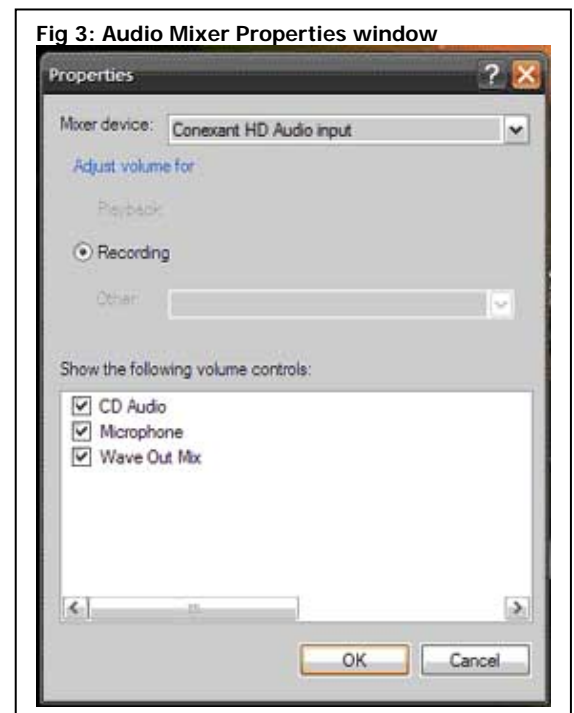 Fig 3: Audio Mixer Properties window
Properties
Mixer device: Conexant HD Audio input
Adjust volume for
Playback
Recording
Other
Show the following volume controls:
CD Audio
Microphone
Wave Out Mix
OK Cancel